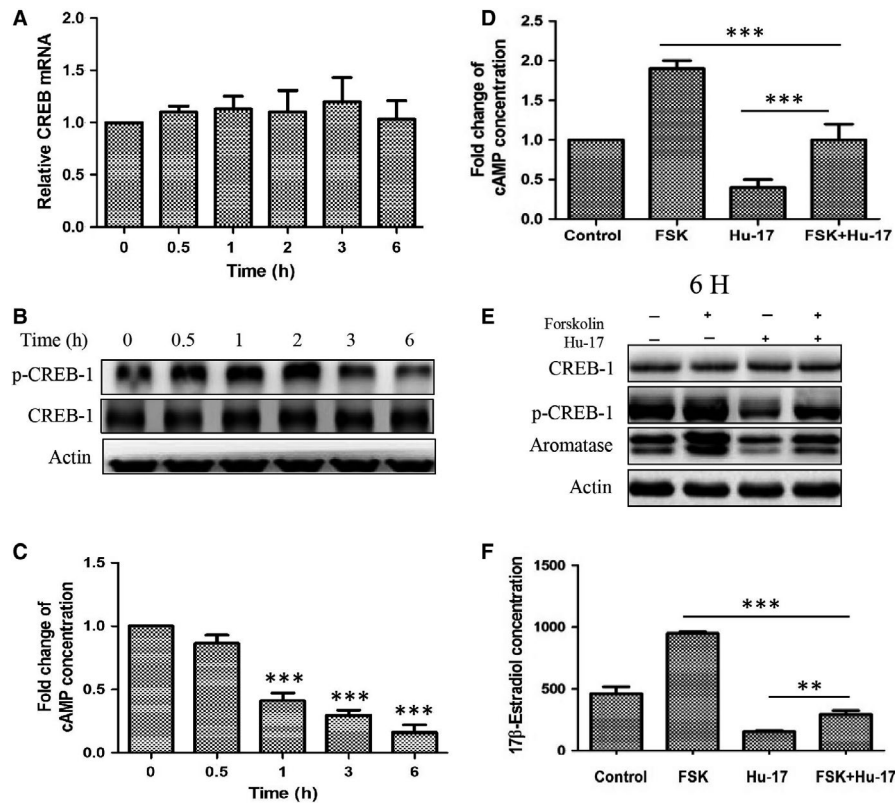 A
Relative CREB mRNA
2.0
1.5
1.0
0.5
0.0
0 0.5 1 2 3 6
Time (h)
B
Time (h) 0 0.5 1 2 3 6
p-CREB-1
CREB-1
Actin
C
Fold change of
cAMP concentration
1.5
1.0
0.5
0.0
*** *** ***
0 0.5 1 3 6
Time (h)
D
Fold change of
cAMP concentration
2.5
2.0
1.5
1.0
0.5
0.0
***
***
Control FSK Hu-17 FSK+Hu-17
6 H
E
Forskolin – + – +
Hu-17 – – + +
CREB-1
p-CREB-1
Aromatase
Actin
F
17β-Estradiol concentration
1500
1000
500
0
***
**
Control FSK Hu-17 FSK+Hu-17